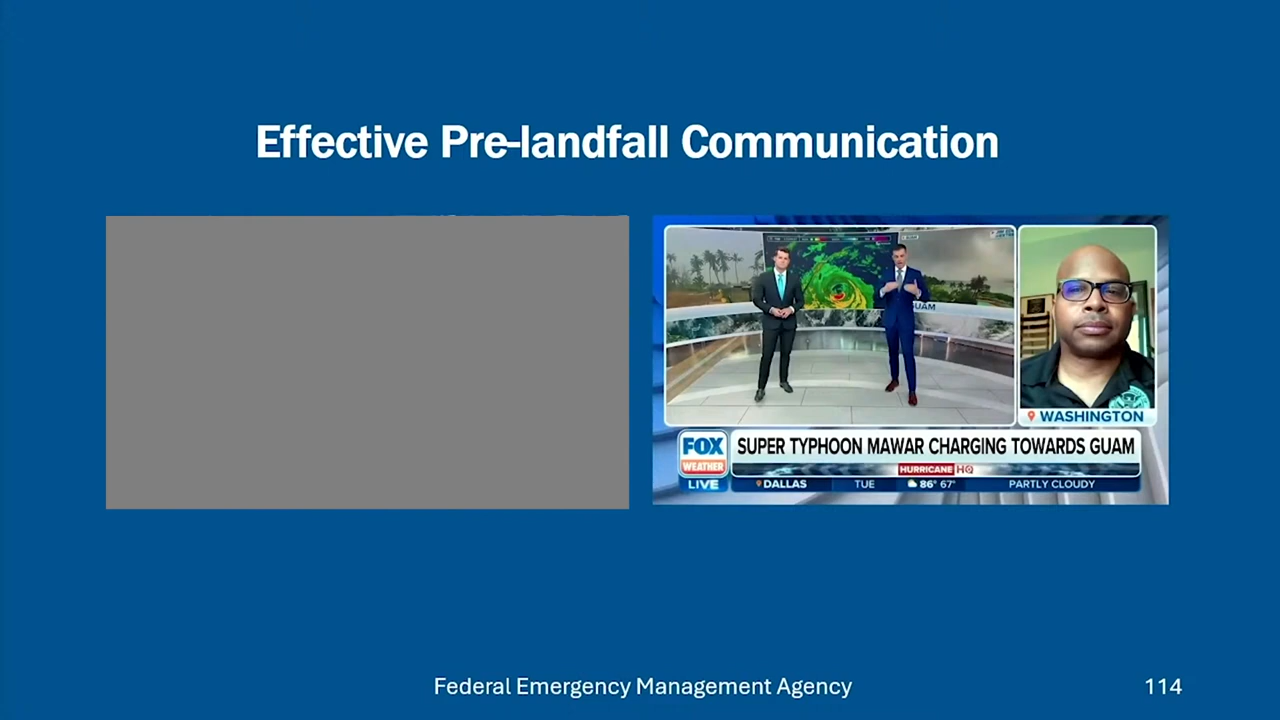 Effective Pre-landfall Communication
GUAM
WASHINGTON
FOX
WEATHER
LIVE
SUPER TYPHOON MAWAR CHARGING TOWARDS GUAM
HURRICANE HQ
DALLAS TUE 86° 67° PARTLY CLOUDY
Federal Emergency Management Agency 114